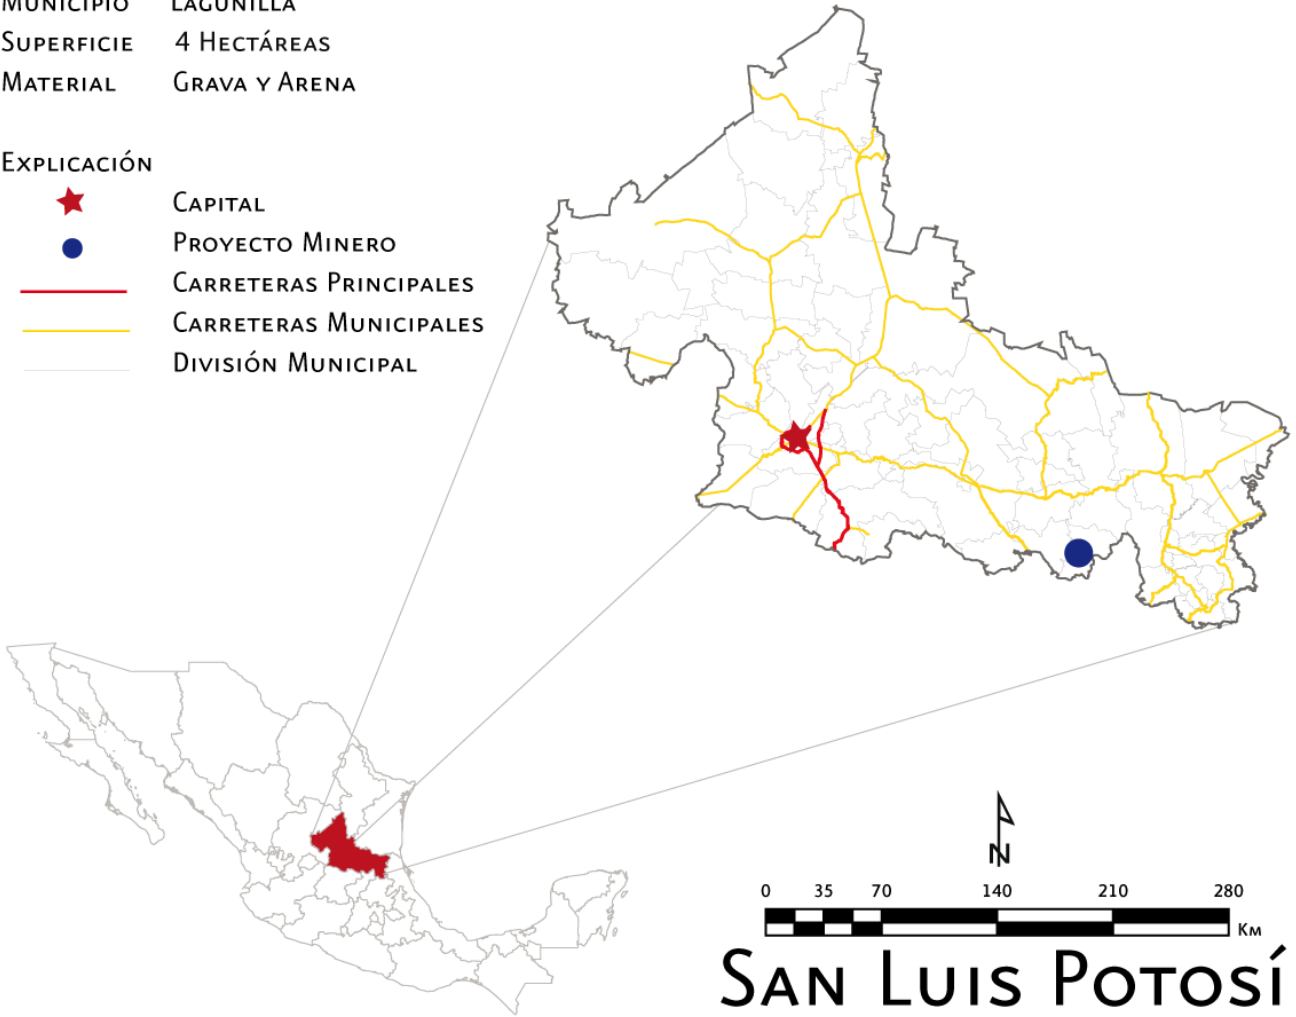 Municipio Lagunilla
Superficie 4 Hectáreas
Material Grava y Arena
Explicación
Capital
Proyecto Minero
Carreteras Principales
Carreteras Municipales
División Municipal
N
0 35 70 140 210 280
Km
San Luis Potosí